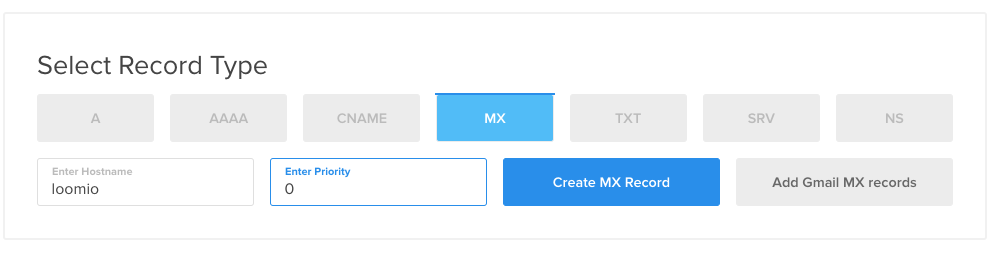 Select Record Type
A AAAA CNAME MX TXT SRV NS
Enter Hostname Enter Priority
loomio 0 Create MX Record Add Gmail MX records